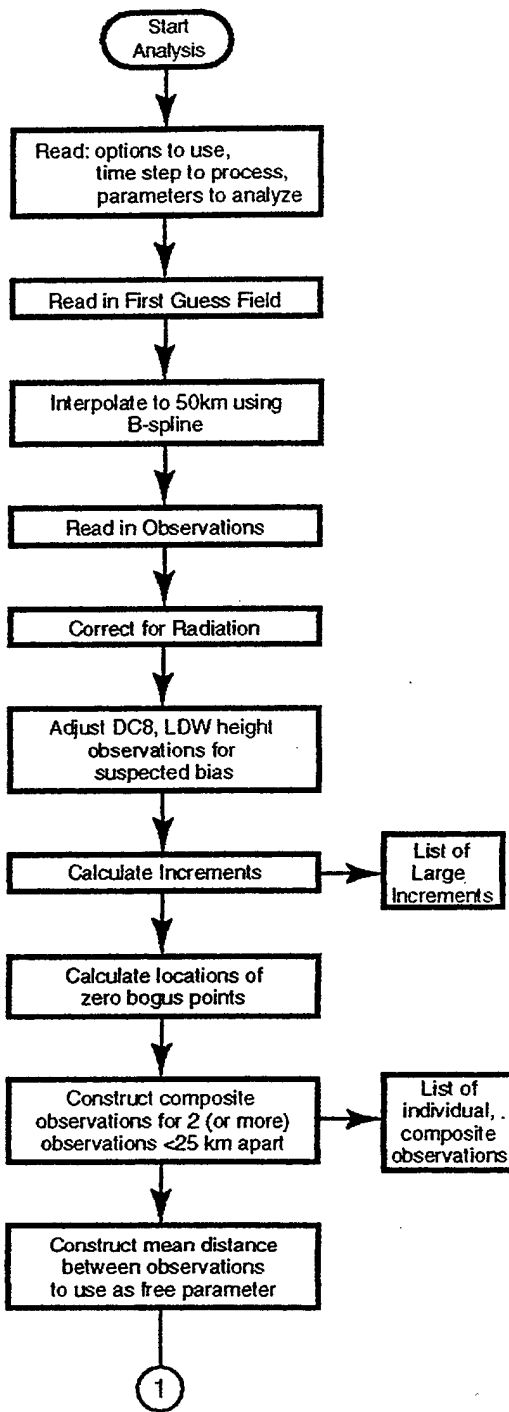 Start
Analysis
Read: options to use,
time step to process,
parameters to analyze
Read in First Guess Field
Interpolate to 50km using
B-spline
Read in Observations
Correct for Radiation
Adjust DC8, LDW height
observations for
suspected bias
Calculate Increments
List of
Large
Increments
Calculate locations of
zero bogus points
Construct composite
observations for 2 (or more)
observations <25 km apart
List of
individual,
composite
observations
Construct mean distance
between observations
to use as free parameter
1